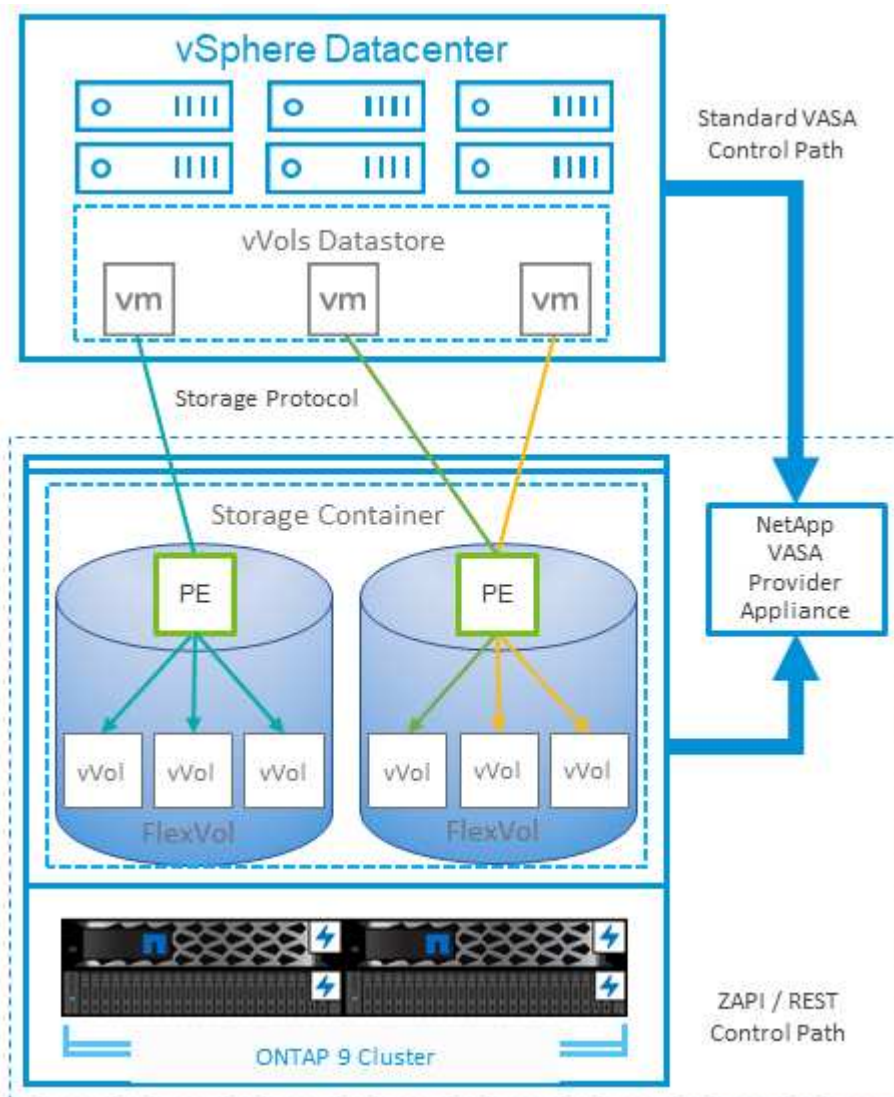 vSphere Datacenter
Standard VASA
Control Path
vVols Datastore
vm
vm
vm
Storage Protocol
Storage Container
NetApp
VASA
Provider
Appliance
PE
PE
vVol
vVol
vVol
vVol
vVol
vVol
FlexVol
FlexVol
ZAPI / REST
Control Path
ONTAP 9 Cluster